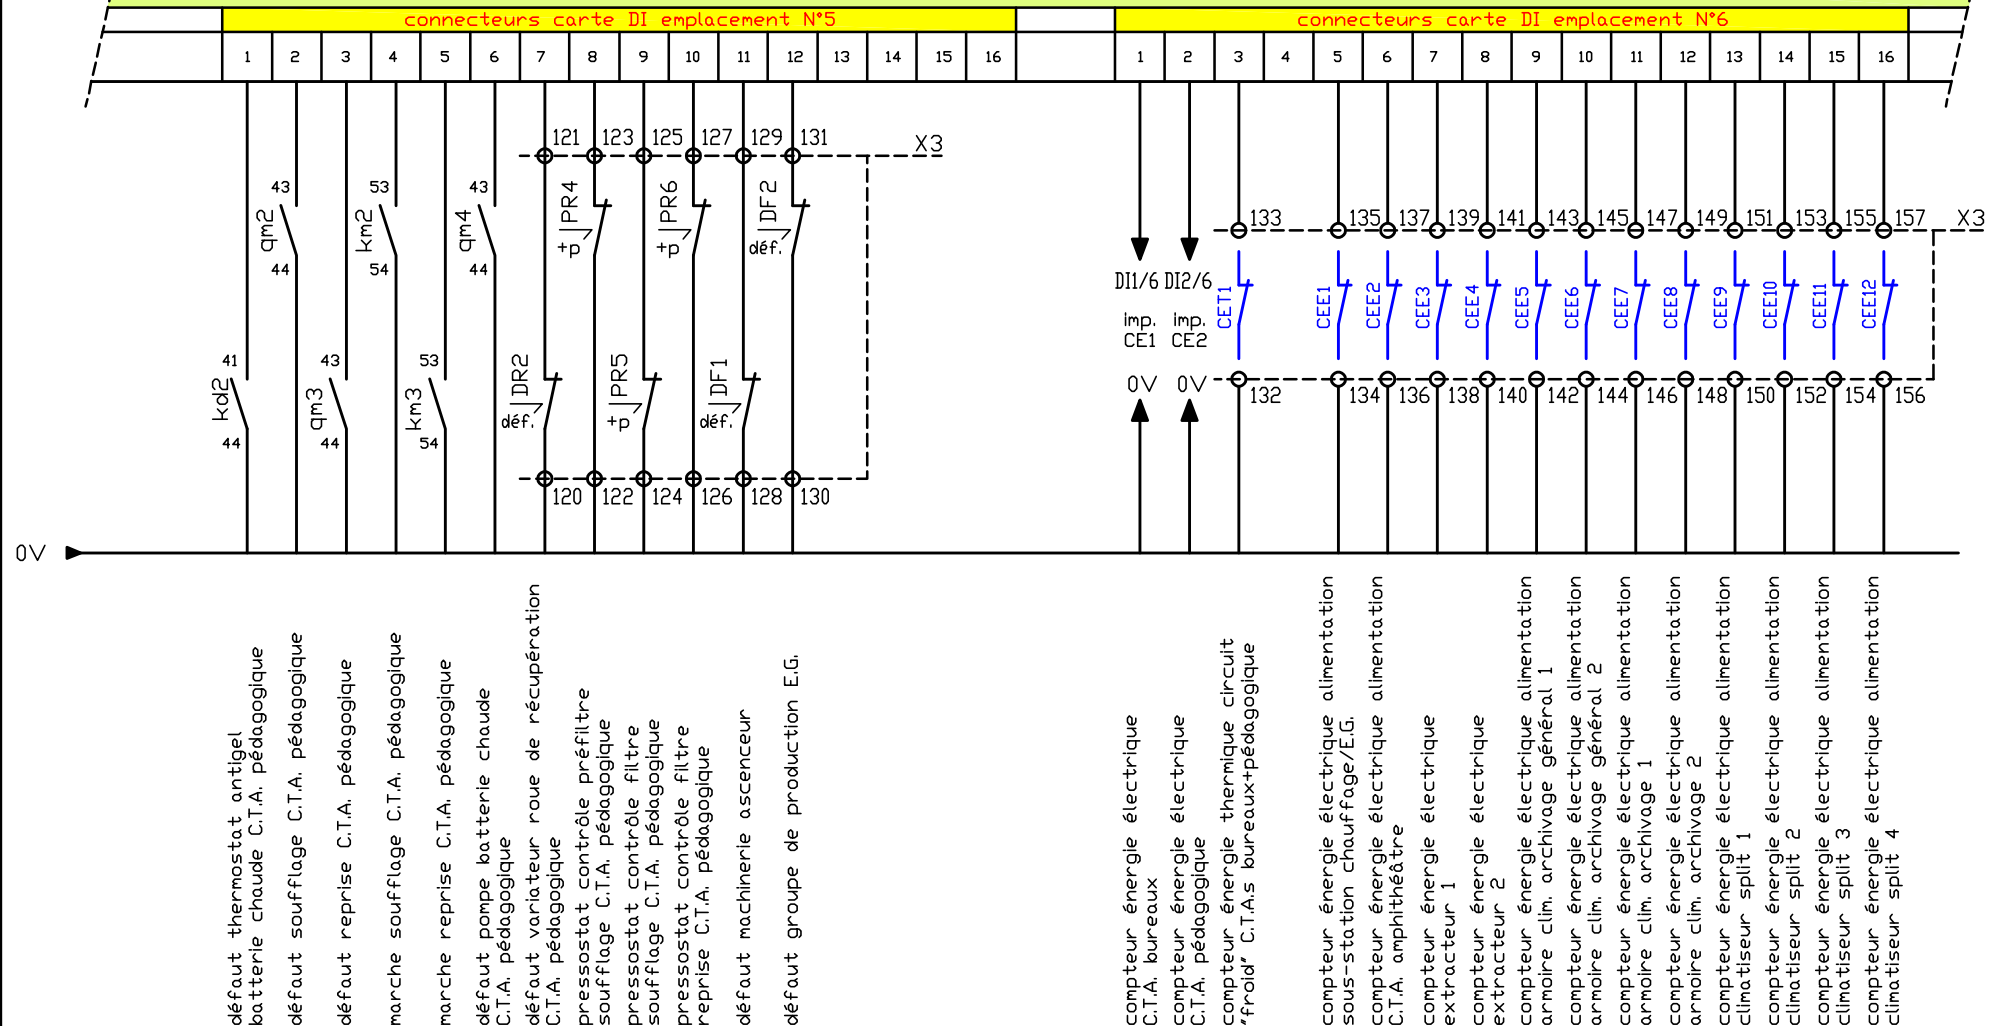 connecteurs carte DI emplacement N°5
connecteurs carte DI emplacement N°6
1 2 3 4 5 6 7 8 9 10 11 12 13 14 15 16
1 2 3 4 5 6 7 8 9 10 11 12 13 14 15 16
121 123 125 127 129 131 X3
43 qm2 44
53 km2 54
43 qm4 44
PR4 +p
PR6 +p
DF2 déf.
41 kd2 44
43 qm3 44
53 km3 54
DR2 déf.
PR5 +p
DF1 déf.
120 122 124 126 128 130
133 135 137 139 141 143 145 147 149 151 153 155 157 X3
DI1/6 DI2/6
imp. imp.
CE1 CE2
0V 0V
CET1 CEE1 CEE2 CEE3 CEE4 CEE5 CEE6 CEE7 CEE8 CEE9 CEE10 CEE11 CEE12
132 134 136 138 140 142 144 146 148 150 152 154 156
0V
défaut thermostat antigel
batterie chaude C.T.A. pédagogique
défaut soufflage C.T.A. pédagogique
défaut reprise C.T.A. pédagogique
marche soufflage C.T.A. pédagogique
marche reprise C.T.A. pédagogique
défaut pompe batterie chaude
C.T.A. pédagogique
défaut variateur roue de récupération
C.T.A. pédagogique
pressostat contrôle préfiltre
soufflage C.T.A. pédagogique
pressostat contrôle filtre
soufflage C.T.A. pédagogique
pressostat contrôle filtre
reprise C.T.A. pédagogique
défaut machinerie ascenceur
défaut groupe de production E.G.
compteur énergie électrique
C.T.A. bureaux
compteur énergie électrique
C.T.A. pédagogique
compteur énergie thermique circuit
"froid" C.T.A.s bureaux+pédagogique
compteur énergie électrique alimentation
sous-station chauffage/E.G.
compteur énergie électrique alimentation
C.T.A. amphithéâtre
compteur énergie électrique
extracteur 1
compteur énergie électrique
extracteur 2
compteur énergie électrique alimentation
armoire clim. archivage général 1
compteur énergie électrique alimentation
armoire clim. archivage général 2
compteur énergie électrique alimentation
armoire clim. archivage 1
compteur énergie électrique alimentation
armoire clim. archivage 2
compteur énergie électrique alimentation
climatiseur split 1
compteur énergie électrique alimentation
climatiseur split 2
compteur énergie électrique alimentation
climatiseur split 3
compteur énergie électrique alimentation
climatiseur split 4